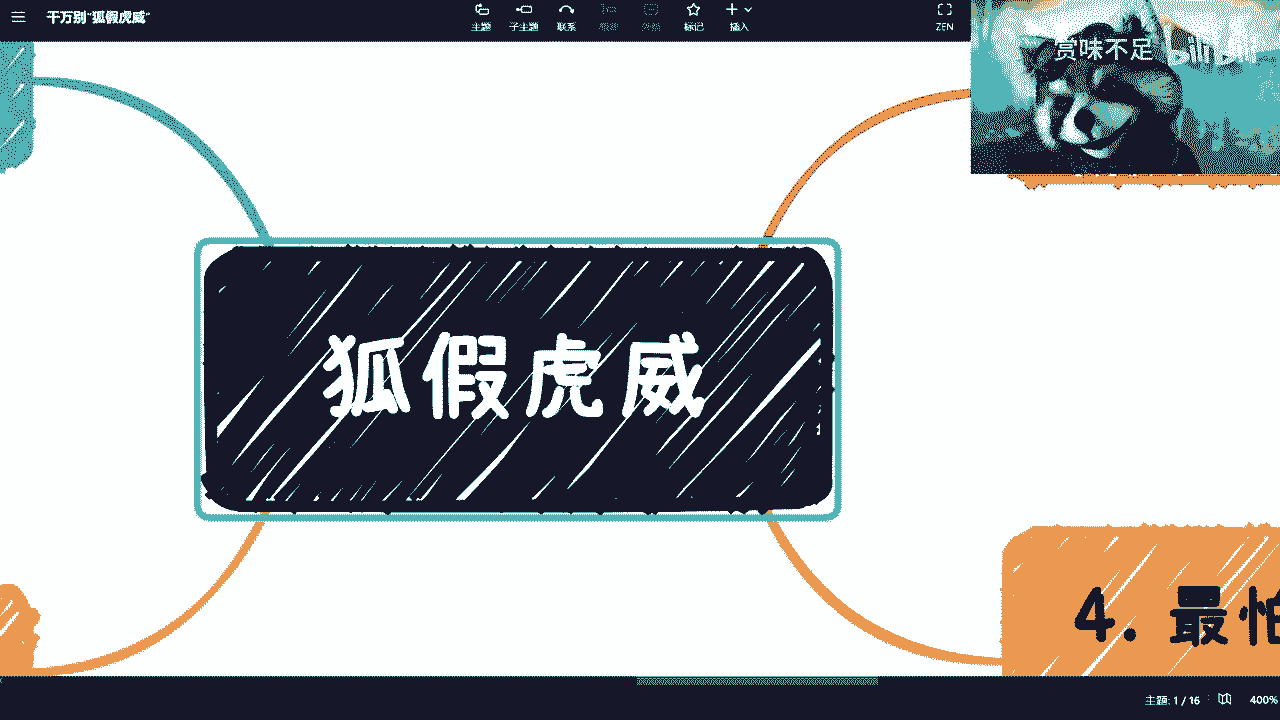 千万别“狐假虎威”
主题
子主题
联系
概要
外框
标记
插入
ZEN
赏味不足
bilibili
狐假虎威
4. 最怕
主题: 1 / 16
400%